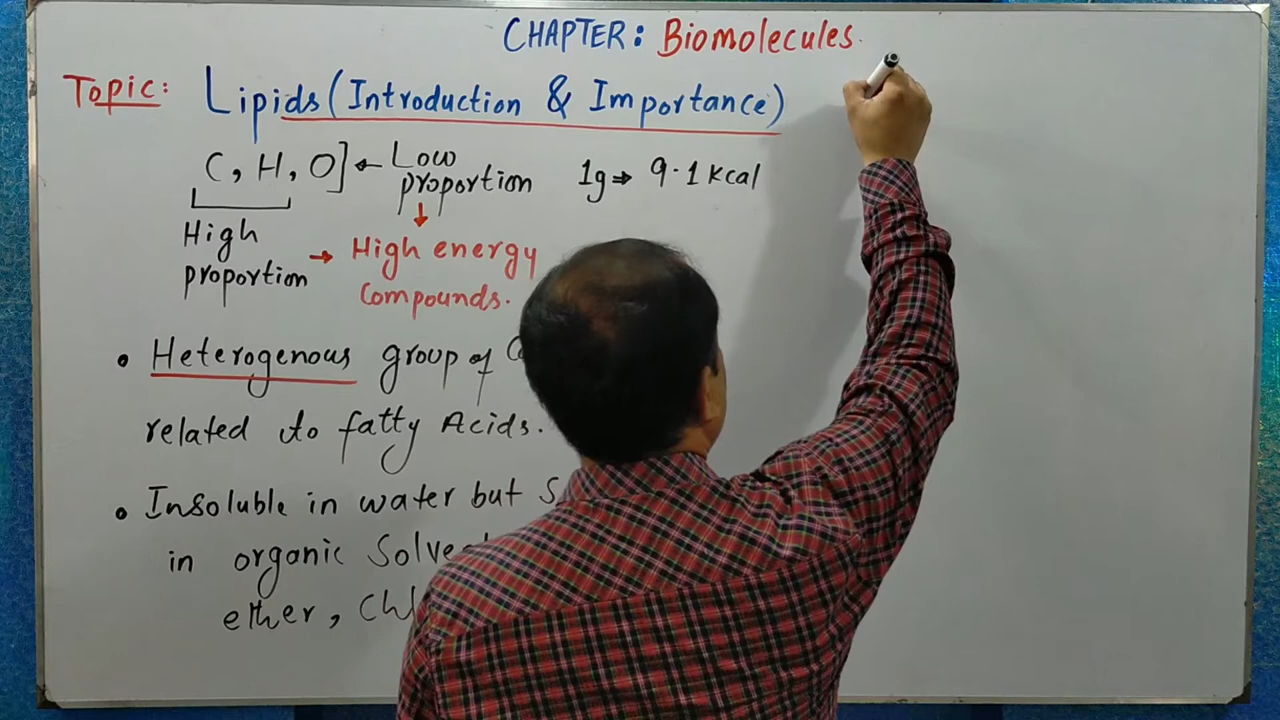 CHAPTER: Biomolecules.
Topic: Lipids (Introduction & Importance)
C, H, O] ← Low proportion 1g → 9.1 Kcal
High proportion → High energy Compounds.
• Heterogenous group of
related to fatty Acids.
• Insoluble in water but
in organic
ether,